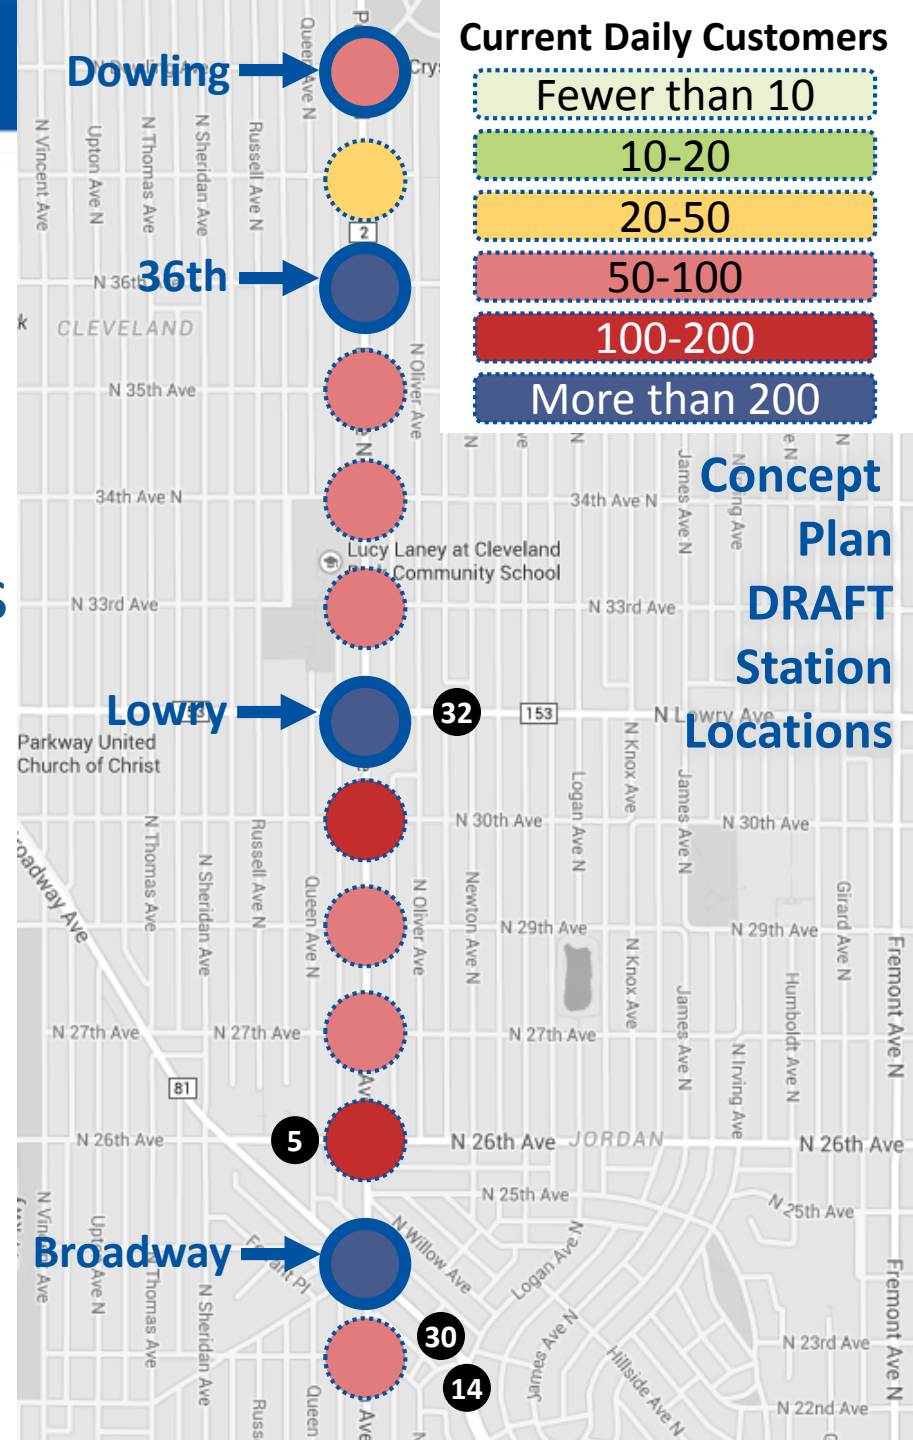 Current Daily Customers
Fewer than 10
10-20
20-50
50-100
100-200
More than 200
Concept
Plan
DRAFT
Station
Locations
Dowling
Queen Ave N
N Vincent Ave
Upton Ave N
N Thomas Ave
N Sheridan Ave
Russell Ave N
2
36th
N 36th
CLEVELAND
N 35th Ave
N Oliver Ave
34th Ave N
34th Ave N
James Ave N
Lucy Laney at Cleveland
Community School
N 33rd Ave
N 33rd Ave
Lowry
32
153
N Lowry Ave
Parkway United
Church of Christ
N Knox Ave
Logan Ave N
James Ave N
N 30th Ave
N 30th Ave
N Thomas Ave
N Sheridan Ave
Russell Ave N
Queen Ave N
N Oliver Ave
Newton Ave N
N 29th Ave
N 29th Ave
Girard Ave N
Fremont Ave N
N Knox Ave
James Ave N
Humboldt Ave N
N Irving Ave
N 27th Ave
N 27th Ave
N 27th Ave
81
5
N 26th Ave
N 26th Ave
JORDAN
N 26th Ave
N 25th Ave
N 25th Ave
Broadway
N Willow Ave
Logan Ave N
N Thomas Ave
N Sheridan Ave
Fremont Ave N
30
14
James Ave N
Hillside Ave N
N 23rd Ave
N 22nd Ave
Queen
Ave